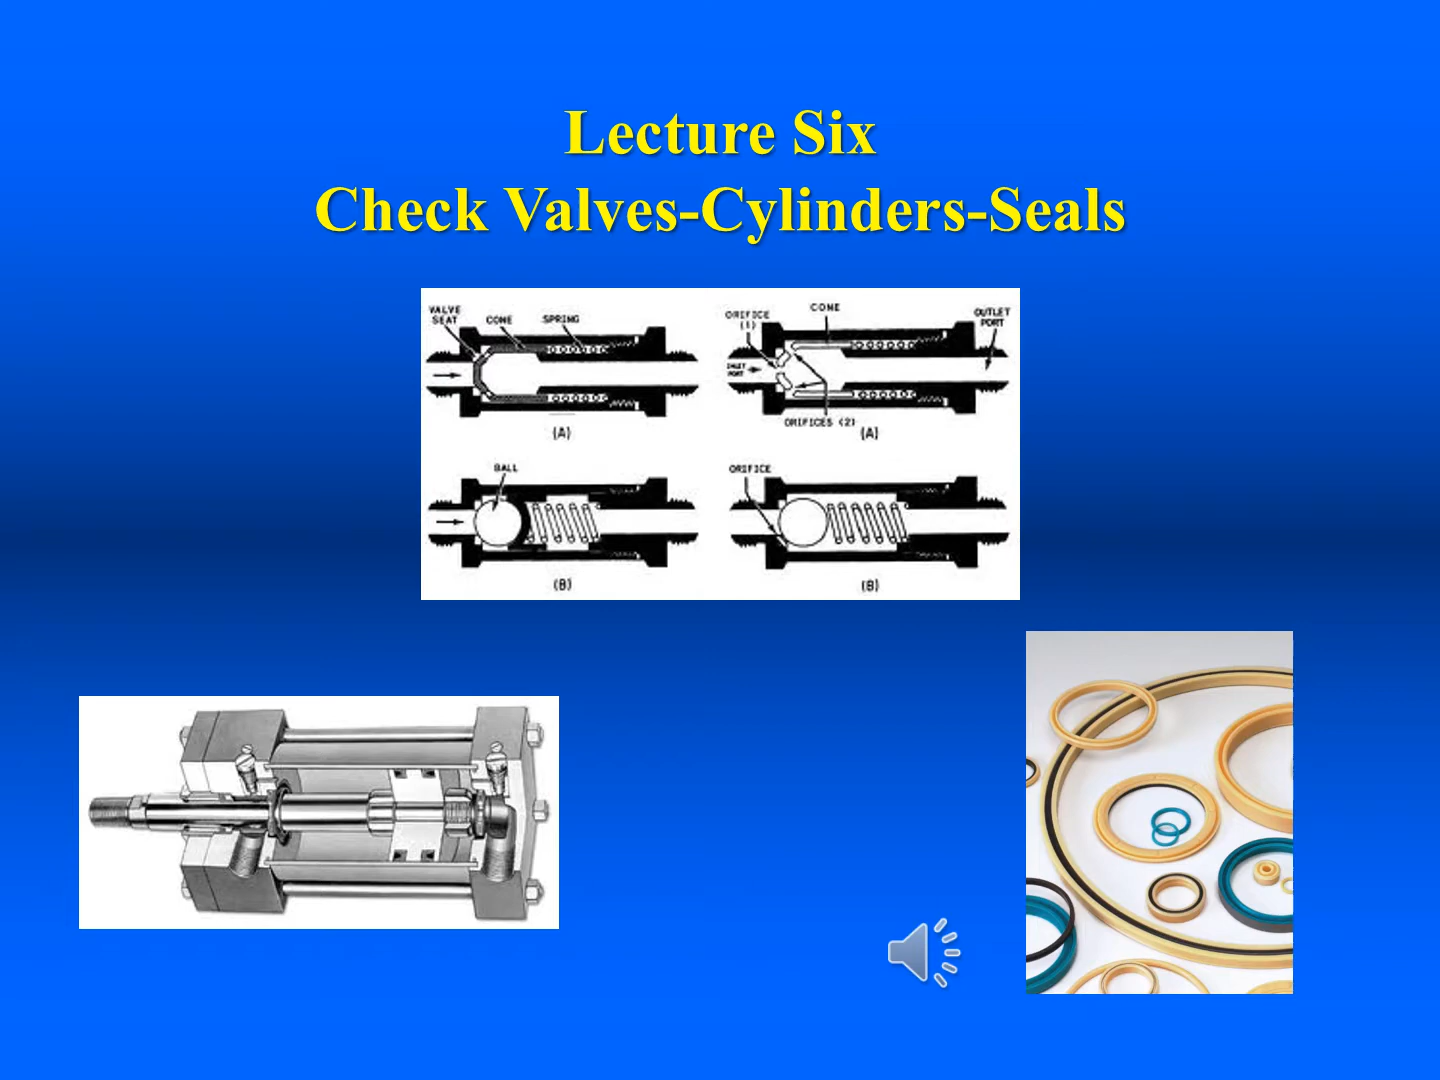 Lecture Six
Check Valves-Cylinders-Seals
VALVE
SEAT
CONE
SPRING
(A)
ORIFICE
(1)
CONE
OUTLET
PORT
INLET
PORT
ORIFICES (2)
(A)
BALL
(B)
ORIFICE
(B)